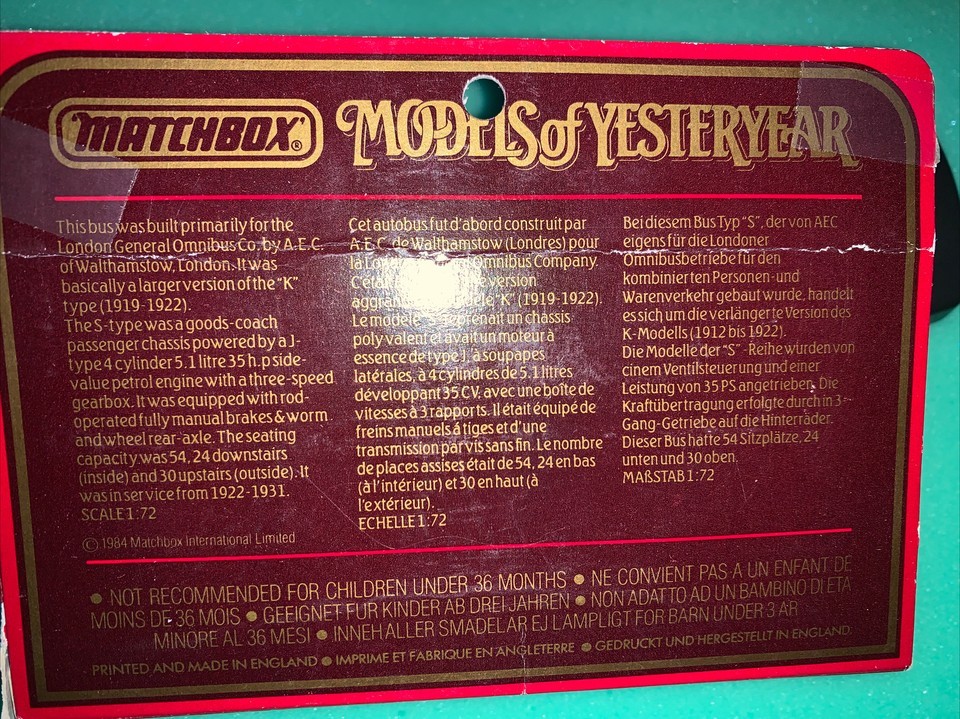 MATCHBOX®
MODELS of YESTERYEAR
This bus was built primarily for the
London General Omnibus Co. by A.E.C.
of Walthamstow, London. It was
basically a larger version of the "K"
type (1919-1922).
The S-type was a goods-coach
passenger chassis powered by a J-
type 4 cylinder 5.1 litre 35 h.p side-
value petrol engine with a three-speed
gearbox. It was equipped with rod-
operated fully manual brakes & worm
and wheel rear-axle. The seating
capacity was 54, 24 downstairs
(inside) and 30 upstairs (outside). It
was in service from 1922-1931.
SCALE 1:72
© 1984 Matchbox International Limited
Cet autobus fut d'abord construit par
A.E.C. de Walthamstow (Londres) pour
la Omnibus Company.
version
"K" (1919-1922).
Le modèle un chassis
polyvalent et avait un moteur à
essence de type J, à soupapes
latérales, à 4 cylindres de 5.1 litres
développant 35 CV, avec une boîte de
vitesses à 3 rapports. Il était équipé de
freins manuels à tiges et d'une
transmission par vis sans fin. Le nombre
de places assises était de 54, 24 en bas
(à l'intérieur) et 30 en haut (à
l'extérieur).
ECHELLE 1:72
Bei diesem Bus Typ "S", der von AEC
eigens für die Londoner
Omnibusbetriebe für den
kombinierten Personen-und
Warenverkehr gebaut wurde, handelt
es sich um die verlängerte Version des
K-Modells (1912 bis 1922).
Die Modelle der "S"-Reihe wurden von
einem Ventilsteuerung und einer
Leistung von 35 PS angetrieben. Die
Kraftübertragung erfolgte durch in 3-
Gang-Getriebe auf die Hinterräder.
Dieser Bus hatte 54 Sitzplätze, 24
unten und 30 oben.
MAßSTAB 1:72
● NOT RECOMMENDED FOR CHILDREN UNDER 36 MONTHS ● NE CONVIENT PAS A UN ENFANT DE
MOINS DE 36 MOIS ● GEEIGNET FUR KINDER AB DREI JAHREN ● NON ADATTO AD UN BAMBINO DI ETA
MINORE AL 36 MESI ● INNEHALLER SMADELAR EJ LAMPLIGT FOR BARN UNDER 3 AR
PRINTED AND MADE IN ENGLAND ● IMPRIME ET FABRIQUE EN ANGLETERRE ● GEDRUCKT UND HERGESTELLT IN ENGLAND.